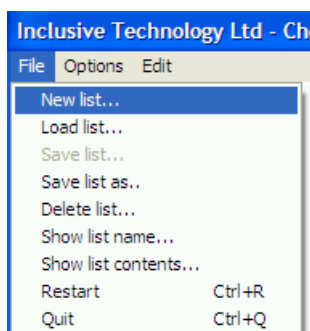 Inclusive Technology Ltd - Ch
File Options Edit
New list...
Load list...
Save list...
Save list as..
Delete list...
Show list name...
Show list contents...
Restart Ctrl+R
Quit Ctrl+Q